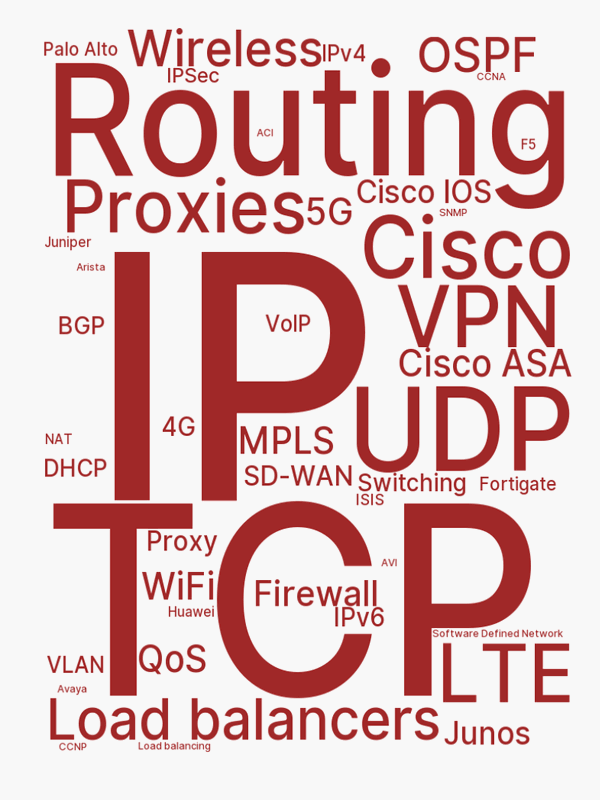 Palo Alto
Wireless
IPv4
OSPF
IPSec
CCNA
Routing
ACI
F5
Proxies
5G
Cisco IOS
SNMP
Juniper
Cisco
Arista
IP
BGP
VoIP
VPN
Cisco ASA
4G
NAT
MPLS
UDP
DHCP
SD-WAN
Switching
Fortigate
ISIS
TCP
Proxy
AVI
WiFi
Firewall
Huawei
IPv6
Software Defined Network
VLAN
QoS
LTE
Avaya
Load balancers
Junos
CCNP
Load balancing